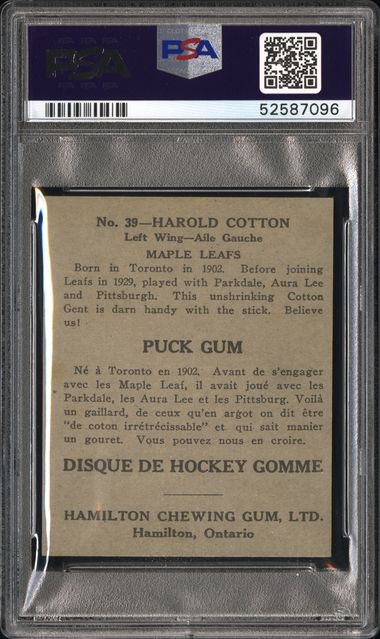 PSA
PSA
52587096
No. 39—HAROLD COTTON
Left Wing—Aile Gauche
MAPLE LEAFS
Born in Toronto in 1902. Before joining
Leafs in 1929, played with Parkdale, Aura Lee
and Pittsburgh. This unshrinking Cotton
Gent is darn handy with the stick. Believe
us!
PUCK GUM
Né à Toronto en 1902. Avant de s'engager
avec les Maple Leaf, il avait joué avec les
Parkdale, les Aura Lee et les Pittsburg. Voilà
un gaillard, de ceux qu'en argot on dit être
"de coton irrétrécissable" et qui sait manier
un gouret. Vous pouvez nous en croire.
DISQUE DE HOCKEY GOMME
HAMILTON CHEWING GUM, LTD.
Hamilton, Ontario